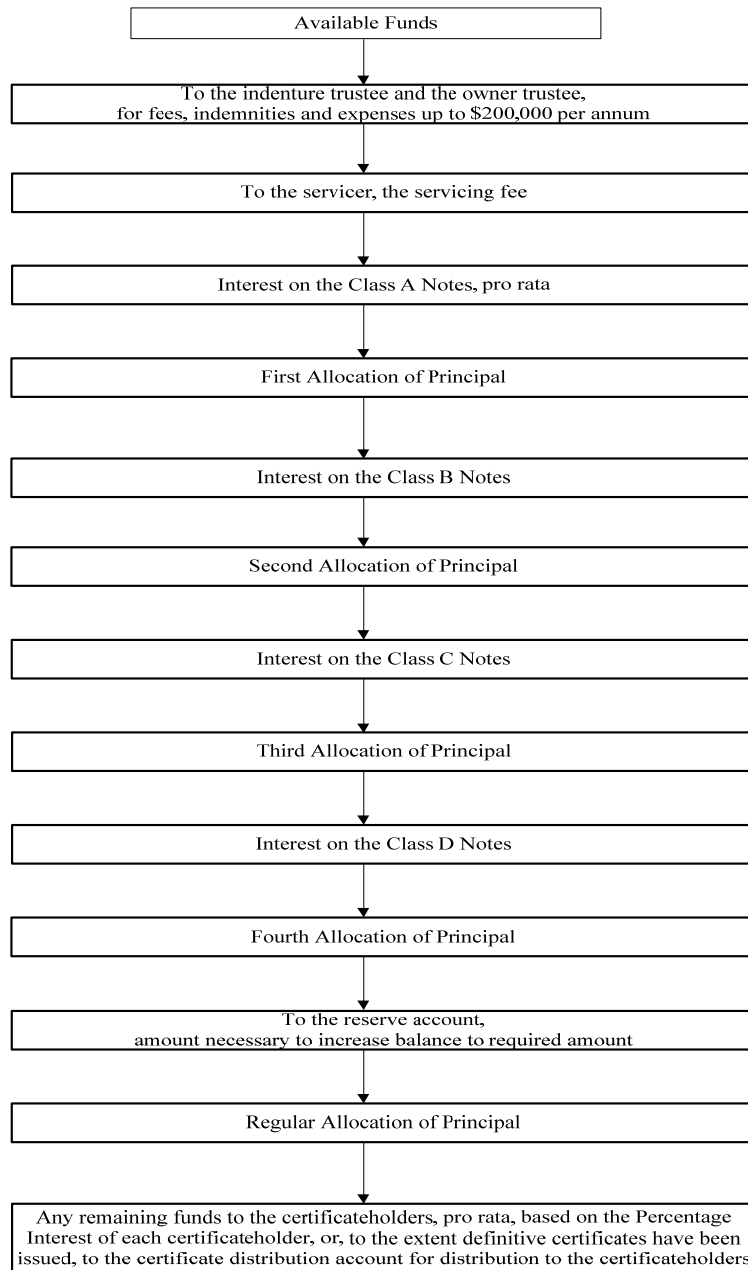 Available Funds
To the indenture trustee and the owner trustee,
for fees, indemnities and expenses up to $200,000 per annum
To the servicer, the servicing fee
Interest on the Class A Notes, pro rata
First Allocation of Principal
Interest on the Class B Notes
Second Allocation of Principal
Interest on the Class C Notes
Third Allocation of Principal
Interest on the Class D Notes
Fourth Allocation of Principal
To the reserve account,
amount necessary to increase balance to required amount
Regular Allocation of Principal
Any remaining funds to the certificateholders, pro rata, based on the Percentage
Interest of each certificateholder, or, to the extent definitive certificates have been
issued, to the certificate distribution account for distribution to the certificateholders